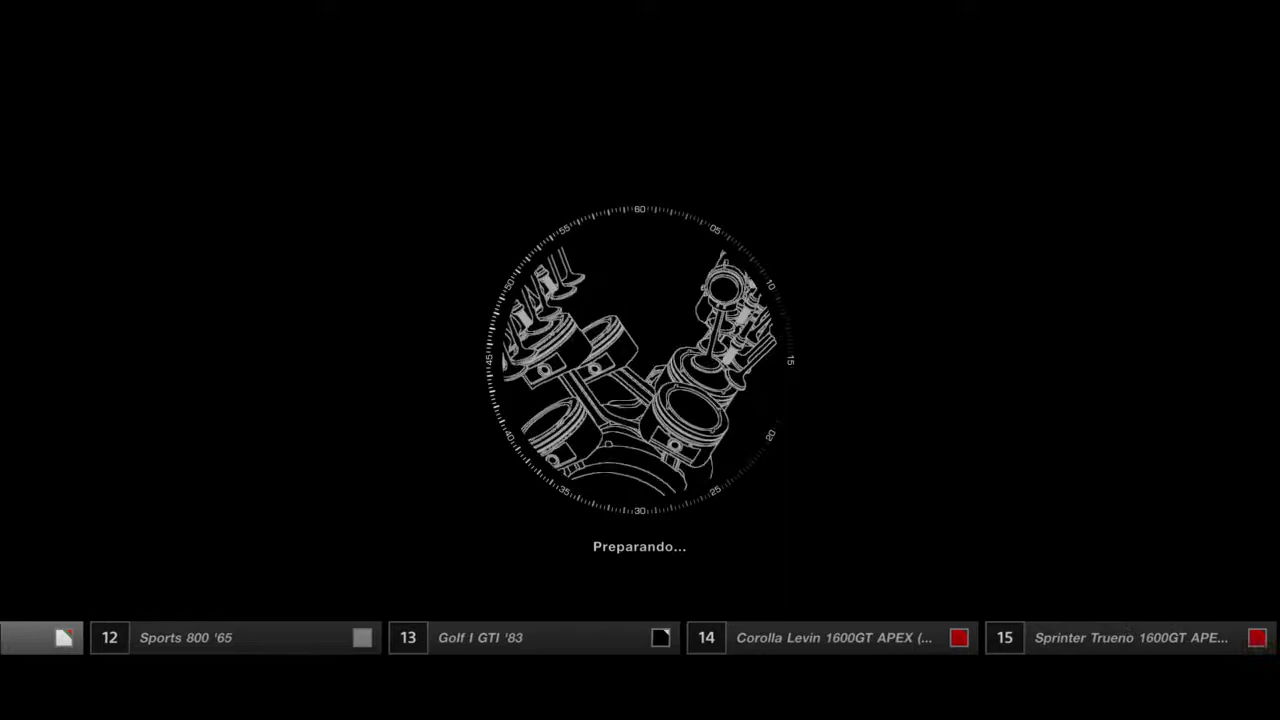 60
55
05
50
10
45
15
40
20
35
25
30
Preparando...
12 Sports 800 '65
13 Golf I GTI '83
14 Corolla Levin 1600GT APEX (...
15 Sprinter Trueno 1600GT APE...